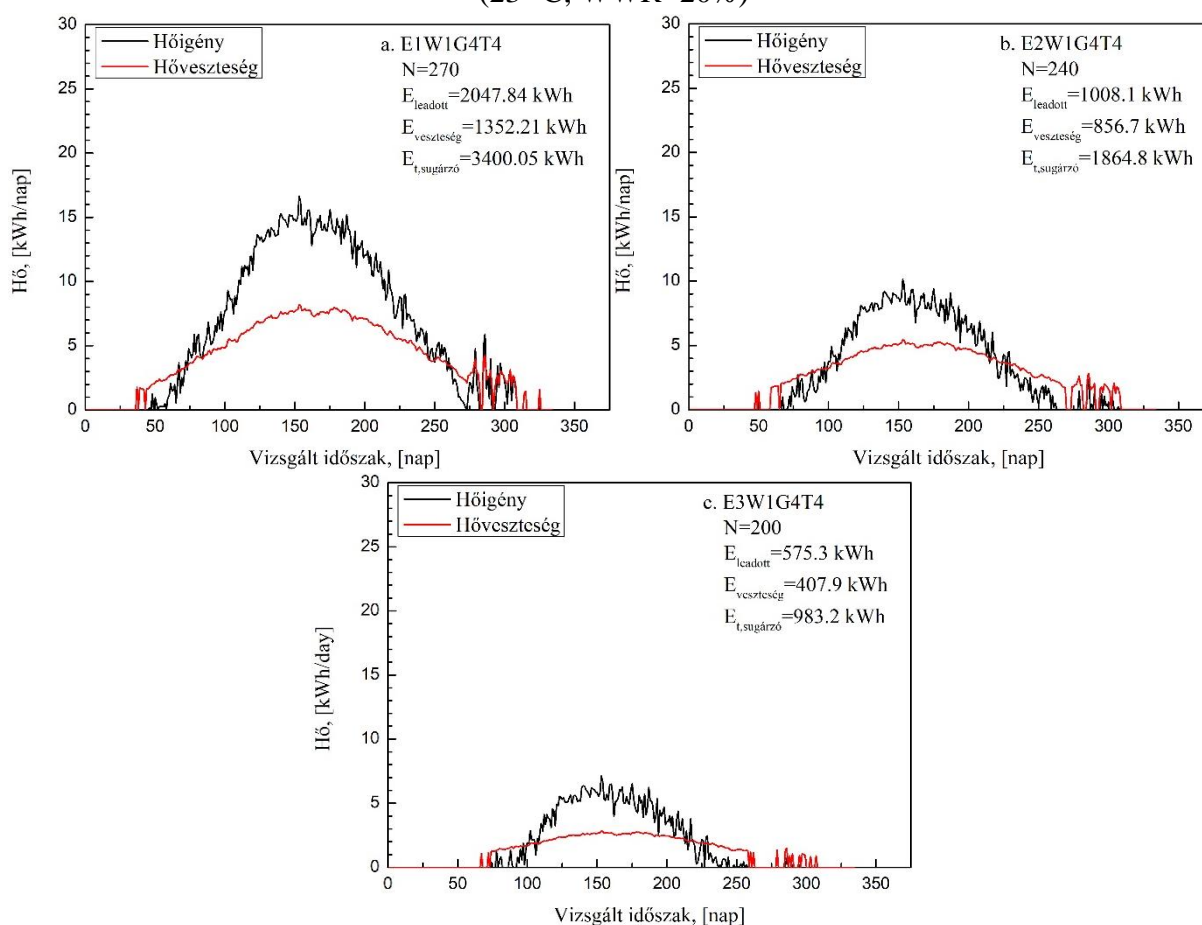 Hőigény
Hőveszteség
a. E1W1G4T4
N=270
E_leadott=2047.84 kWh
E_veszteség=1352.21 kWh
E_t,sugárzó=3400.05 kWh
Hő, [kWh/nap]
30
25
20
15
10
5
0
0 50 100 150 200 250 300 350
Vizsgált időszak, [nap]
Hőigény
Hőveszteség
b. E2W1G4T4
N=240
E_leadott=1008.1 kWh
E_veszteség=856.7 kWh
E_t,sugárzó=1864.8 kWh
Hő, [kWh/nap]
30
25
20
15
10
5
0
0 50 100 150 200 250 300 350
Vizsgált időszak, [nap]
Hőigény
Hőveszteség
c. E3W1G4T4
N=200
E_leadott=575.3 kWh
E_veszteség=407.9 kWh
E_t,sugárzó=983.2 kWh
Hő, [kWh/day]
30
25
20
15
10
5
0
0 50 100 150 200 250 300 350
Vizsgált időszak, [nap]